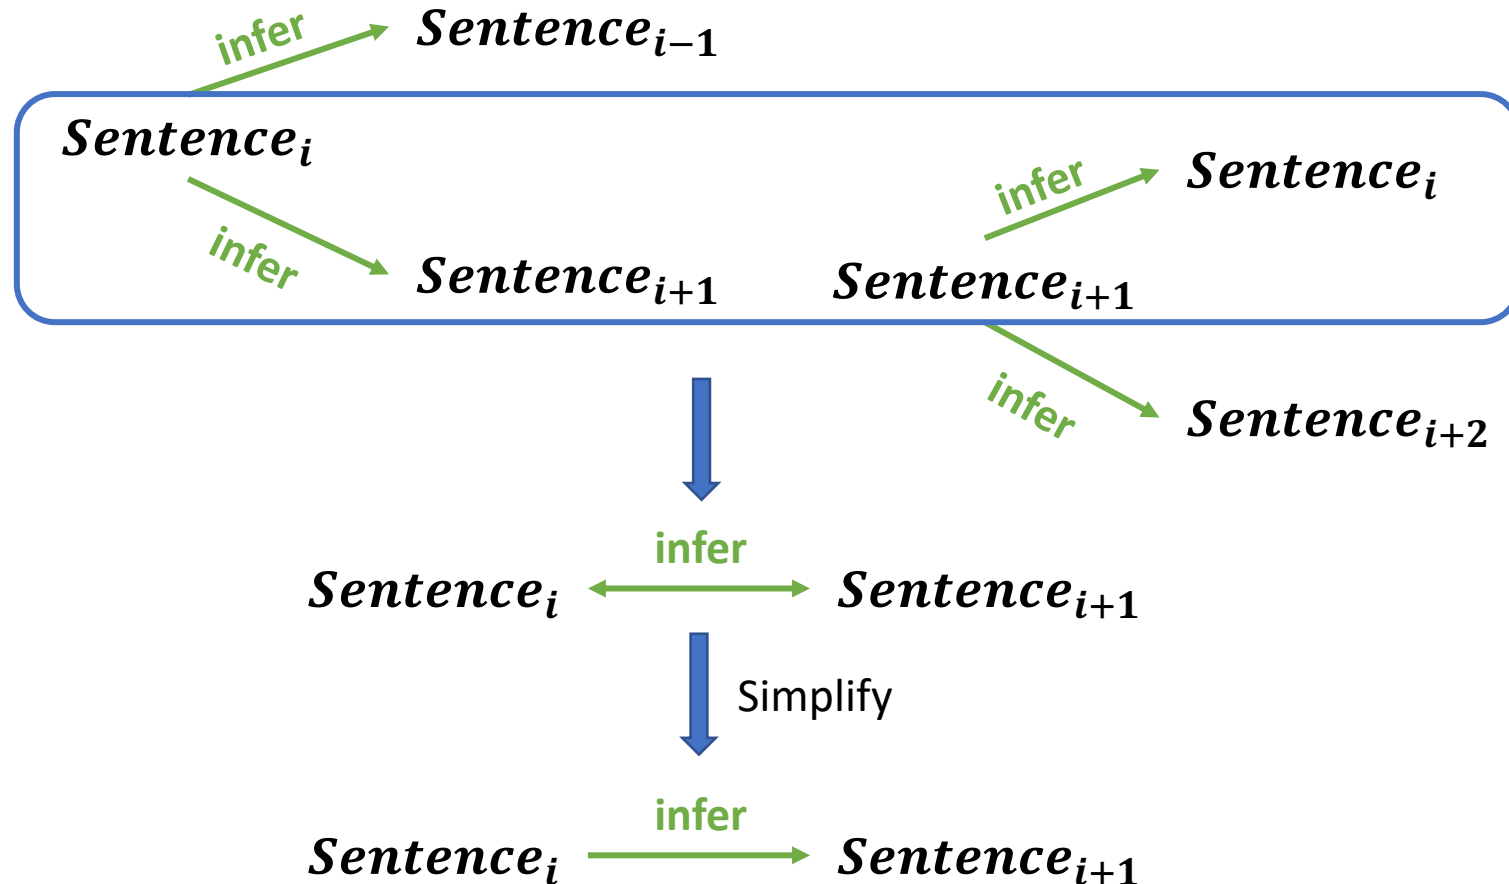 infer Sentence_{i-1}
Sentence_i
infer Sentence_{i+1}
infer Sentence_i
Sentence_{i+1}
infer Sentence_{i+2}
infer
Sentence_i Sentence_{i+1}
Simplify
infer
Sentence_i Sentence_{i+1}